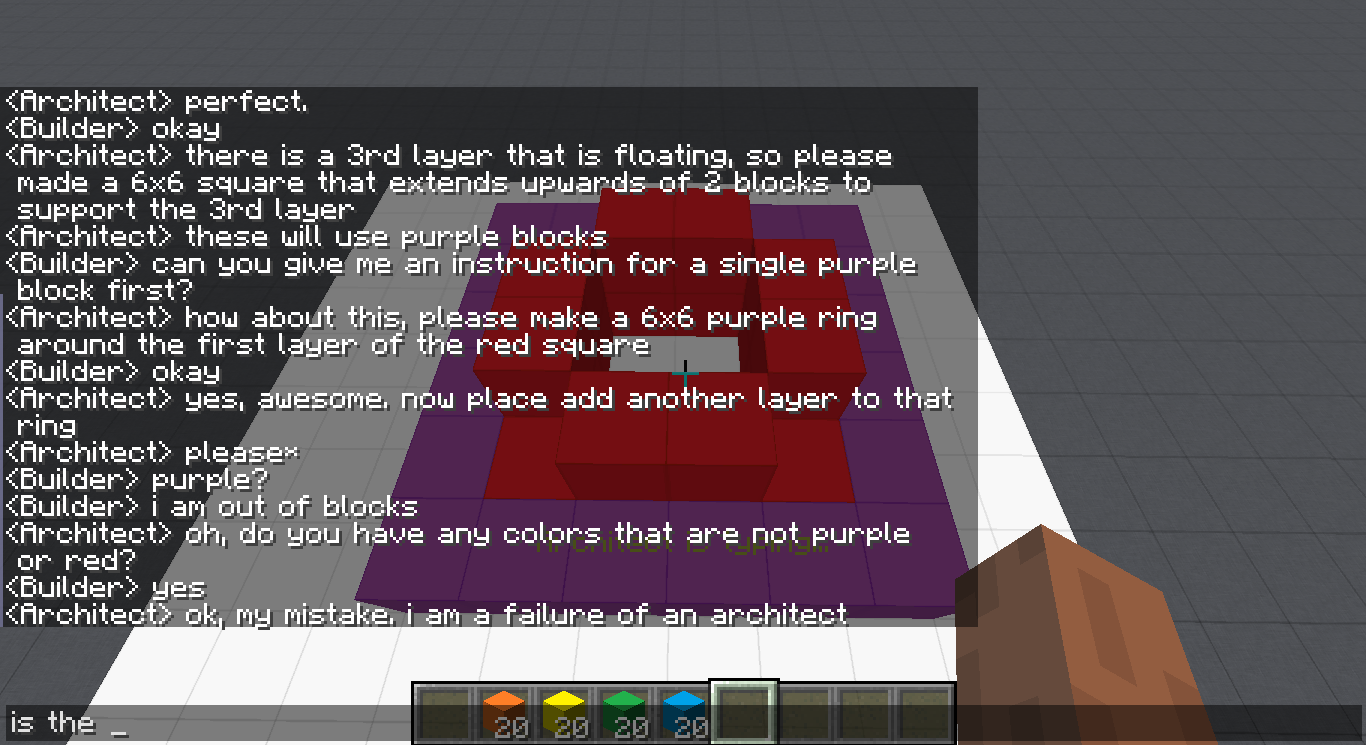 <Architect> perfect.
<Builder> okay
<Architect> there is a 3rd layer that is floating, so please
made a 6x6 square that extends upwards of 2 blocks to
support the 3rd layer
<Architect> these will use purple blocks
<Builder> can you give me an instruction for a single purple
block first?
<Architect> how about this, please make a 6x6 purple ring
around the first layer of the red square
<Builder> okay
<Architect> yes, awesome. now place add another layer to that
ring
<Architect> please*
<Builder> purple?
<Builder> i am out of blocks
<Architect> oh, do you have any colors that are not purple
or red?
Architect is typing...
<Builder> yes
<Architect> ok, my mistake. i am a failure of an architect
is the _
20 20 20 20